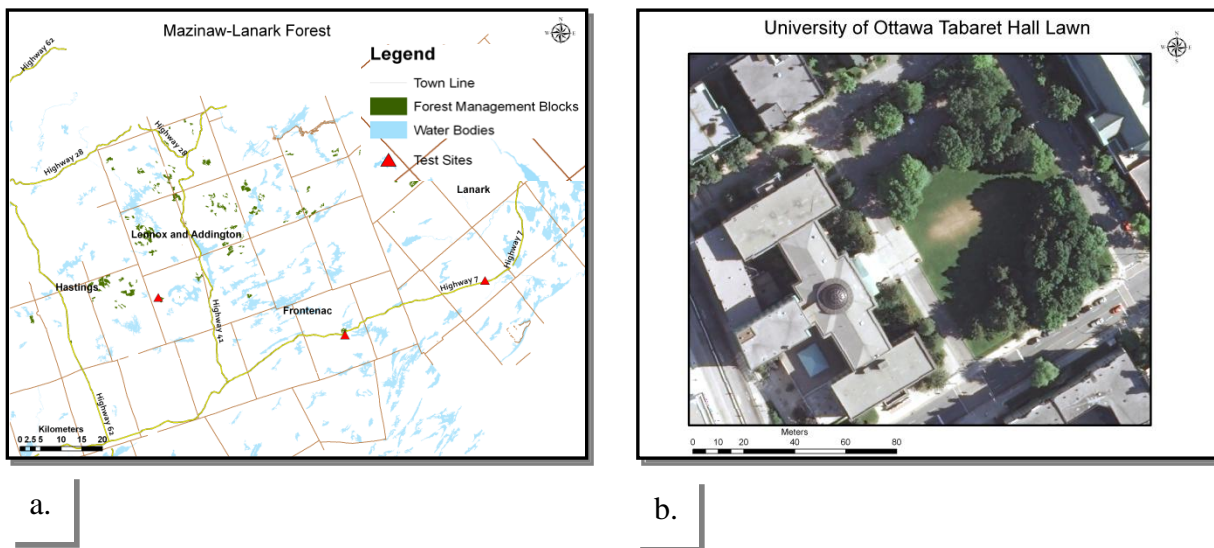 Mazinaw-Lanark Forest
N
W E
S
Legend
Town Line
Forest Management Blocks
Water Bodies
Test Sites
Highway 62
Highway 28
Highway 28
Lanark
Lennox and Addington
Highway 7
Hastings
Highway 7
Frontenac
Highway 41
Highway 62
Kilometers
0 2.5 5 10 15 20
a.
University of Ottawa Tabaret Hall Lawn
N
W E
S
Meters
0 10 20 40 60 80
b.